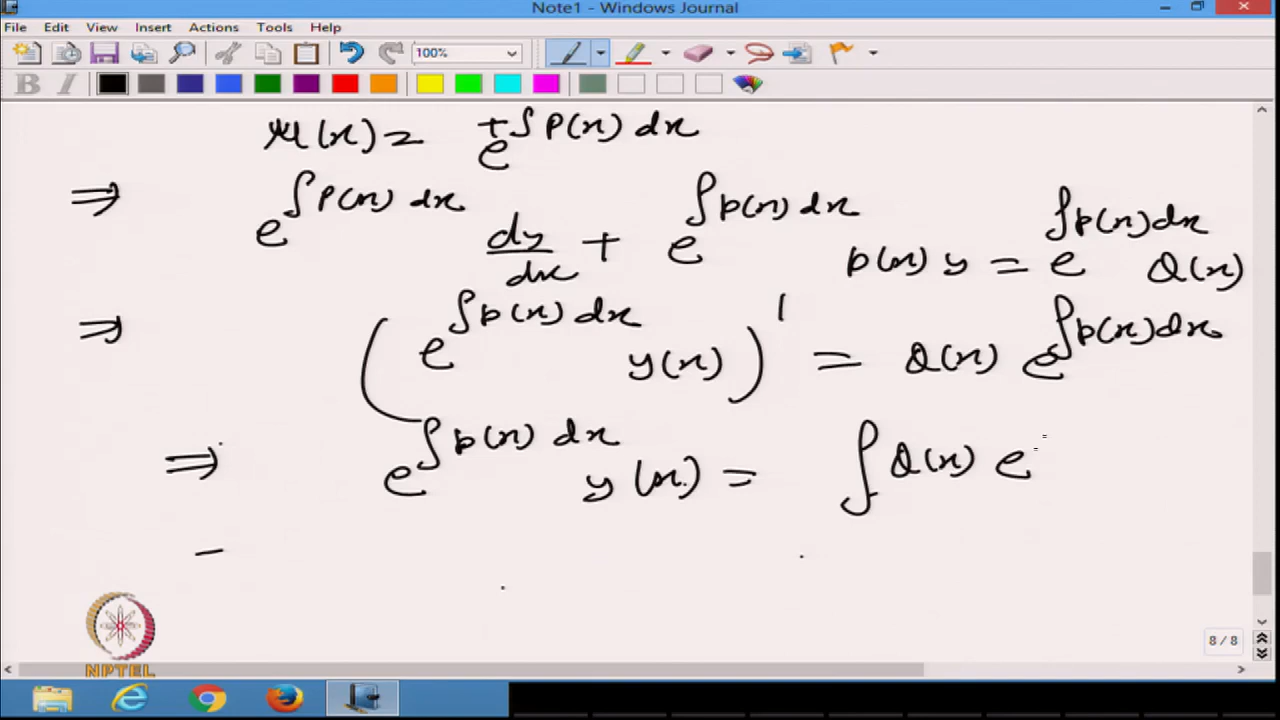 Note1 - Windows Journal
File Edit View Insert Actions Tools Help
100%
B I
μ(x) = e^{+∫P(x) dx}
⇒ e^{∫P(x) dx} dy/dx + e^{∫p(x) dx} p(x) y = e^{∫p(x) dx} Q(x)
⇒ (e^{∫p(x) dx} y(x))' = Q(x) e^{∫p(x) dx}
⇒ e^{∫p(x) dx} y(x) = ∫ Q(x) e
8 / 8
NPTEL